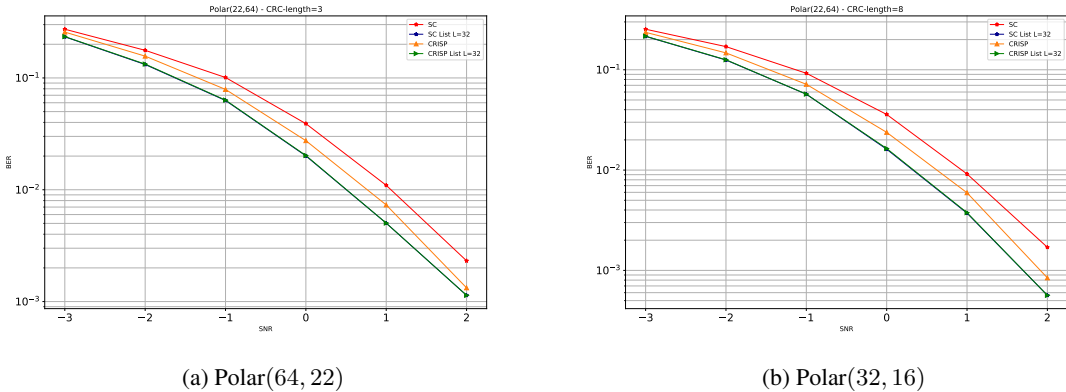 Polar(22,64) - CRC-length=3
SC
SC List L=32
CRISP
CRISP List L=32
10⁻¹
10⁻²
10⁻³
BER
−3 −2 −1 0 1 2
SNR
(a) Polar(64, 22)
Polar(22,64) - CRC-length=8
SC
SC List L=32
CRISP
CRISP List L=32
10⁻¹
10⁻²
10⁻³
BER
−3 −2 −1 0 1 2
SNR
(b) Polar(32, 16)